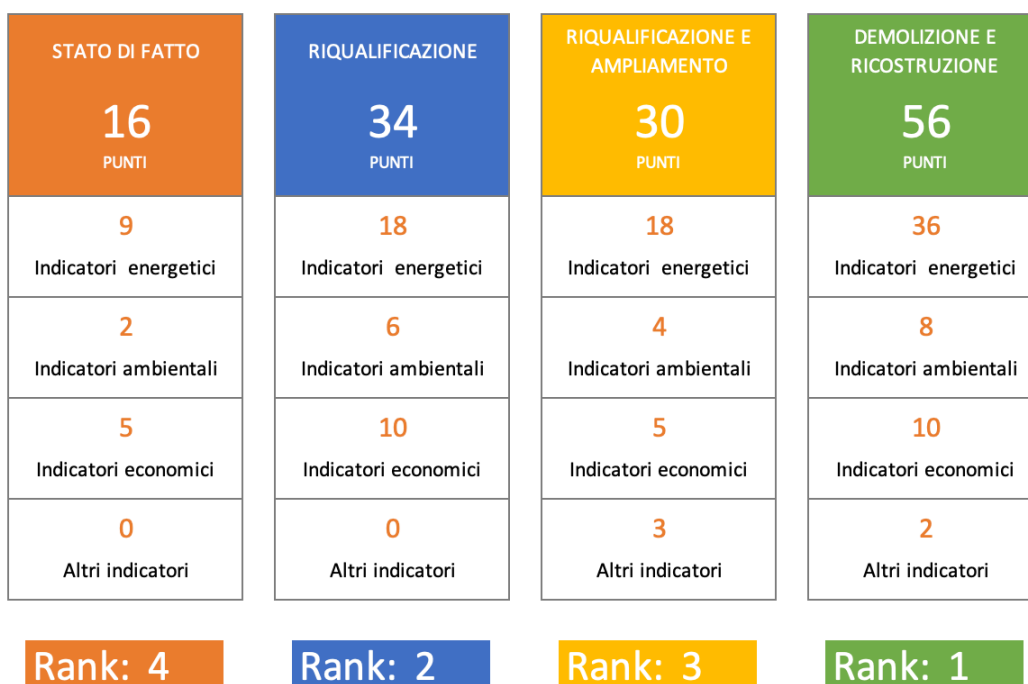 STATO DI FATTO
16
PUNTI
9
Indicatori energetici
2
Indicatori ambientali
5
Indicatori economici
0
Altri indicatori
Rank: 4
RIQUALIFICAZIONE
34
PUNTI
18
Indicatori energetici
6
Indicatori ambientali
10
Indicatori economici
0
Altri indicatori
Rank: 2
RIQUALIFICAZIONE E
AMPLIAMENTO
30
PUNTI
18
Indicatori energetici
4
Indicatori ambientali
5
Indicatori economici
3
Altri indicatori
Rank: 3
DEMOLIZIONE E
RICOSTRUZIONE
56
PUNTI
36
Indicatori energetici
8
Indicatori ambientali
10
Indicatori economici
2
Altri indicatori
Rank: 1